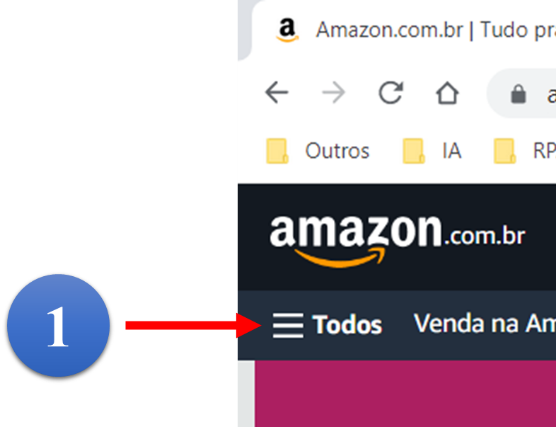 a Amazon.com.br | Tudo pra
a
Outros IA RP
amazon.com.br
1
Todos Venda na Am